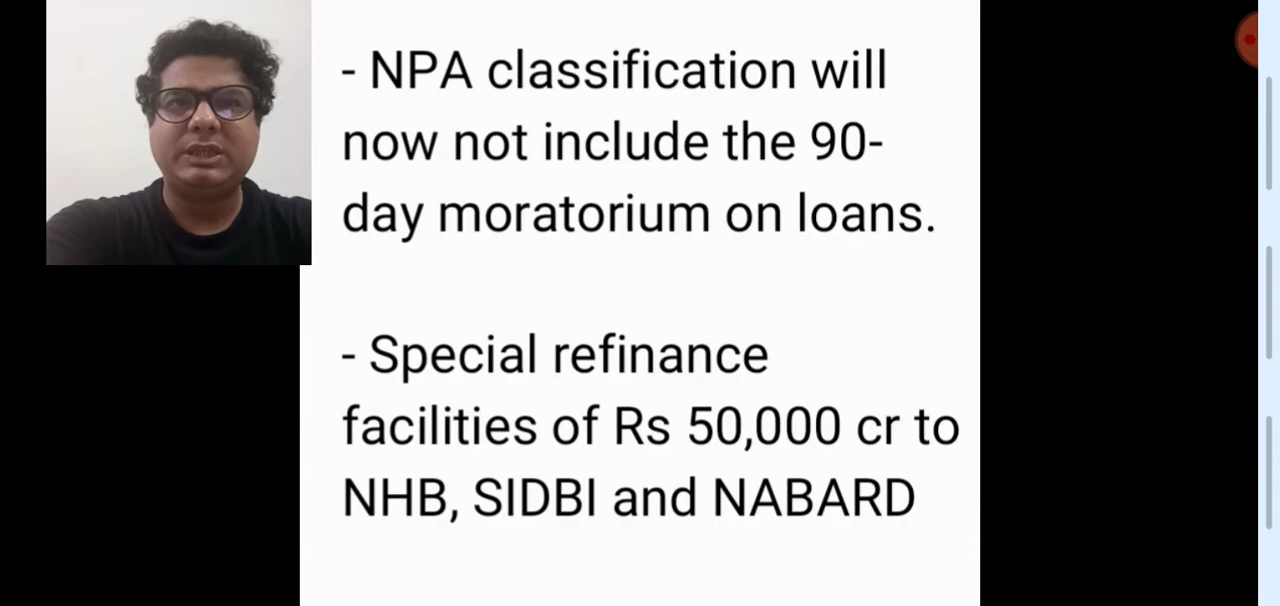 - NPA classification will
now not include the 90-
day moratorium on loans.
- Special refinance
facilities of Rs 50,000 cr to
NHB, SIDBI and NABARD